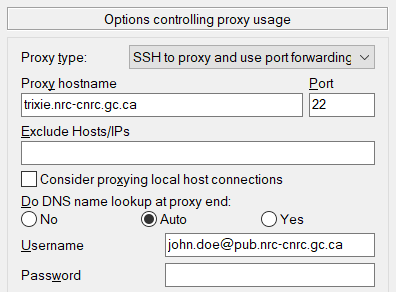 Options controlling proxy usage
Proxy type: SSH to proxy and use port forwarding
Proxy hostname Port
trixie.nrc-cnrc.gc.ca 22
Exclude Hosts/IPs
Consider proxying local host connections
Do DNS name lookup at proxy end:
No Auto Yes
Username john.doe@pub.nrc-cnrc.gc.ca
Password